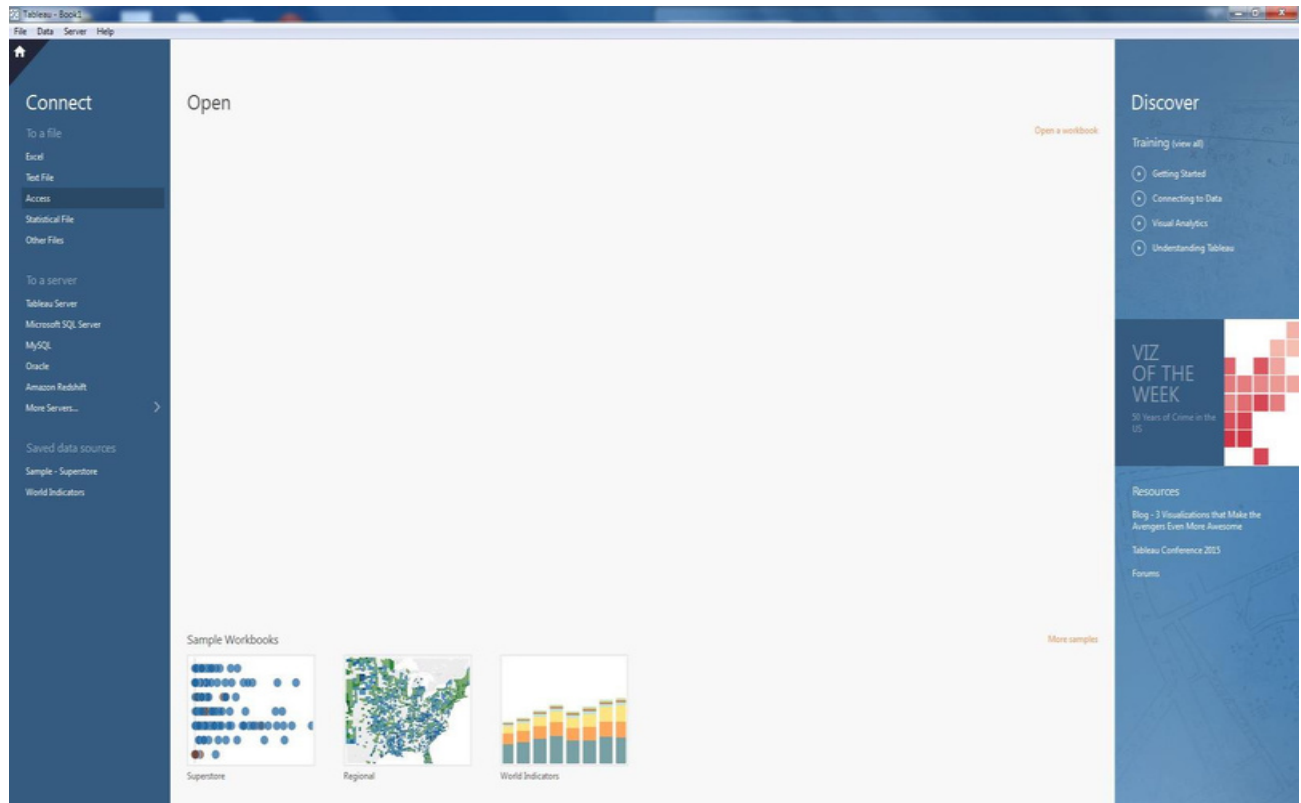 Tableau - Book1
File Data Server Help
Connect
To a file
Excel
Text File
Access
Statistical File
Other Files
To a server
Tableau Server
Microsoft SQL Server
MySQL
Oracle
Amazon Redshift
More Servers...
Saved data sources
Sample - Superstore
World Indicators
Open
Open a workbook
Sample Workbooks
More samples
Superstore
Regional
World Indicators
Discover
Training (view all)
Getting Started
Connecting to Data
Visual Analytics
Understanding Tableau
VIZ
OF THE
WEEK
50 Years of Crime in the
US
Resources
Blog - 3 Visualizations that Make the
Avengers Even More Awesome
Tableau Conference 2015
Forums